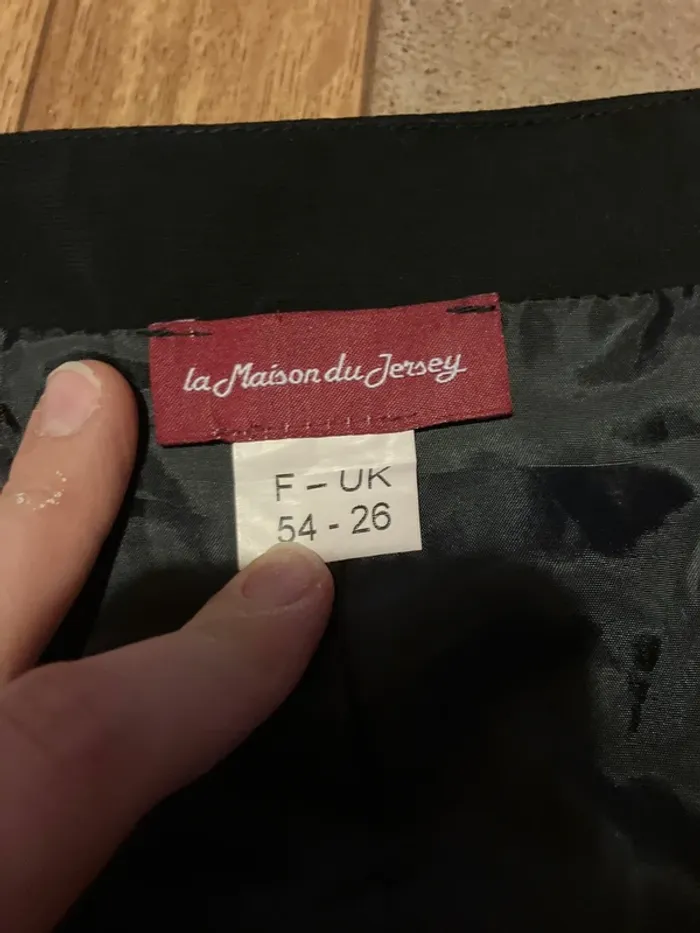 la Maison du Jersey
F – UK
54 - 26